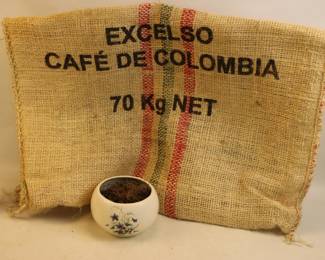 EXCELSO
CAFÉ DE COLOMBIA
70 Kg NET